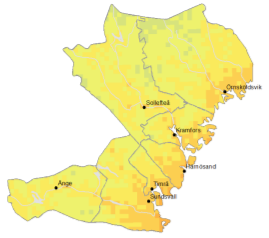 Örnsköldsvik
Sollefteå
Kramfors
Härnösand
Ånge
Timrå
Sundsvall